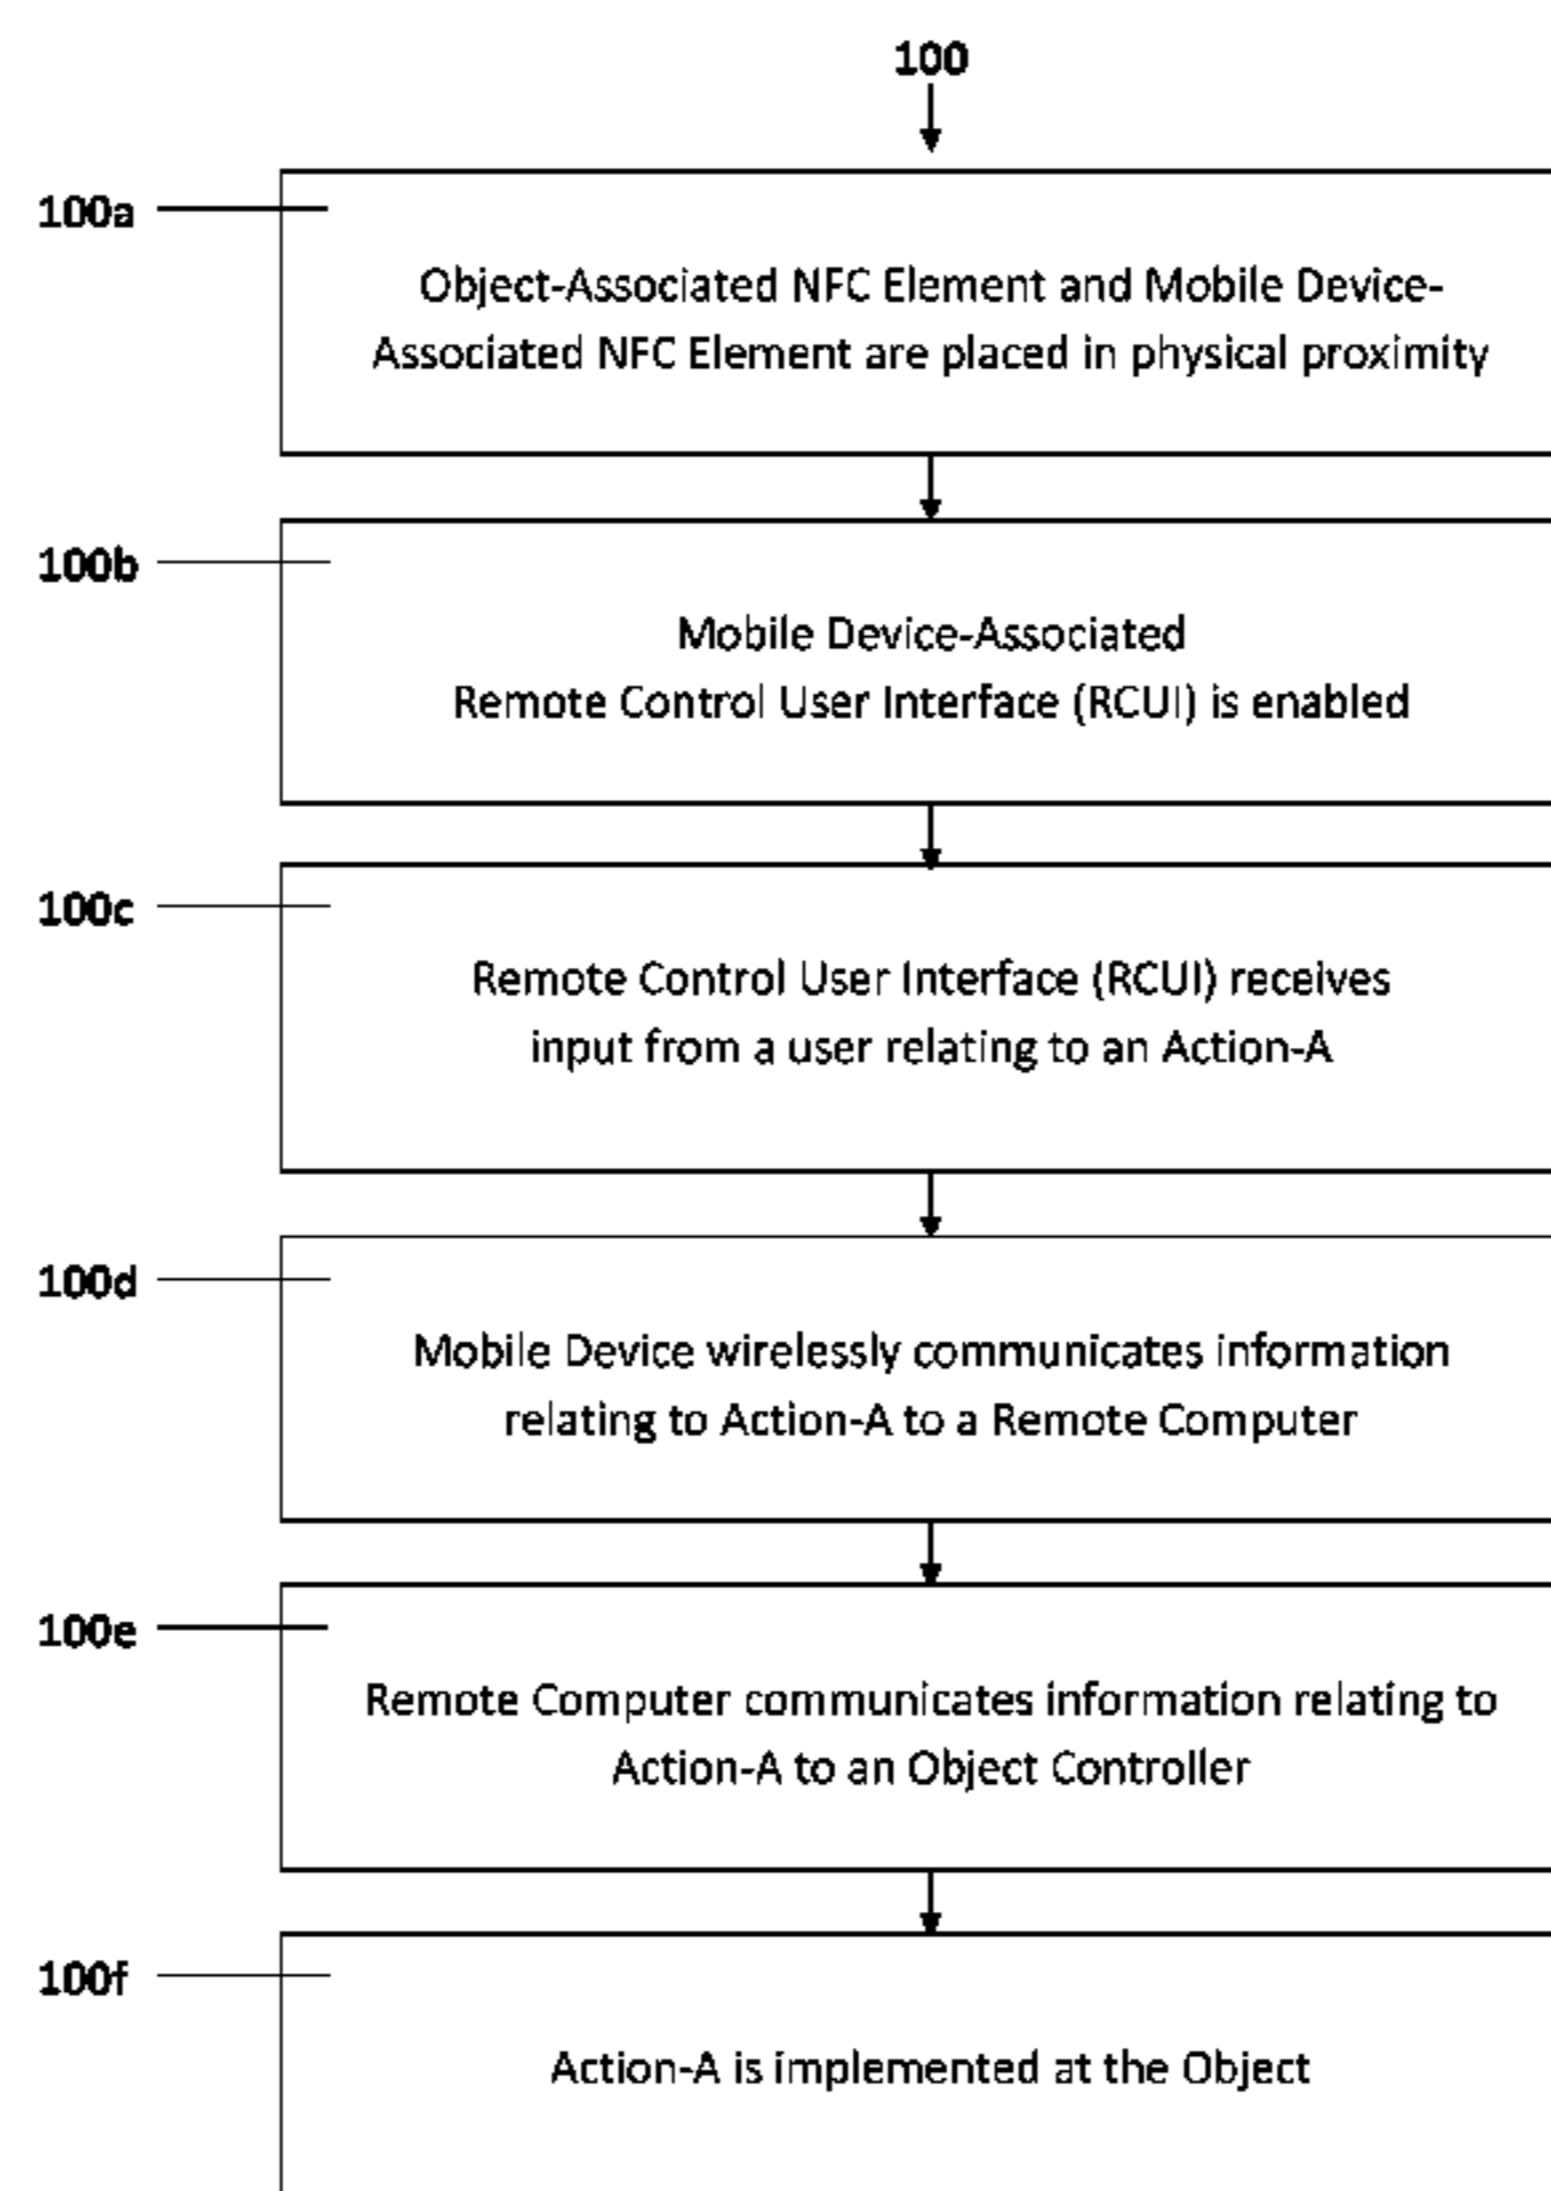 100
100a
Object-Associated NFC Element and Mobile Device-
Associated NFC Element are placed in physical proximity
100b
Mobile Device-Associated
Remote Control User Interface (RCUI) is enabled
100c
Remote Control User Interface (RCUI) receives
input from a user relating to an Action-A
100d
Mobile Device wirelessly communicates information
relating to Action-A to a Remote Computer
100e
Remote Computer communicates information relating to
Action-A to an Object Controller
100f
Action-A is implemented at the Object